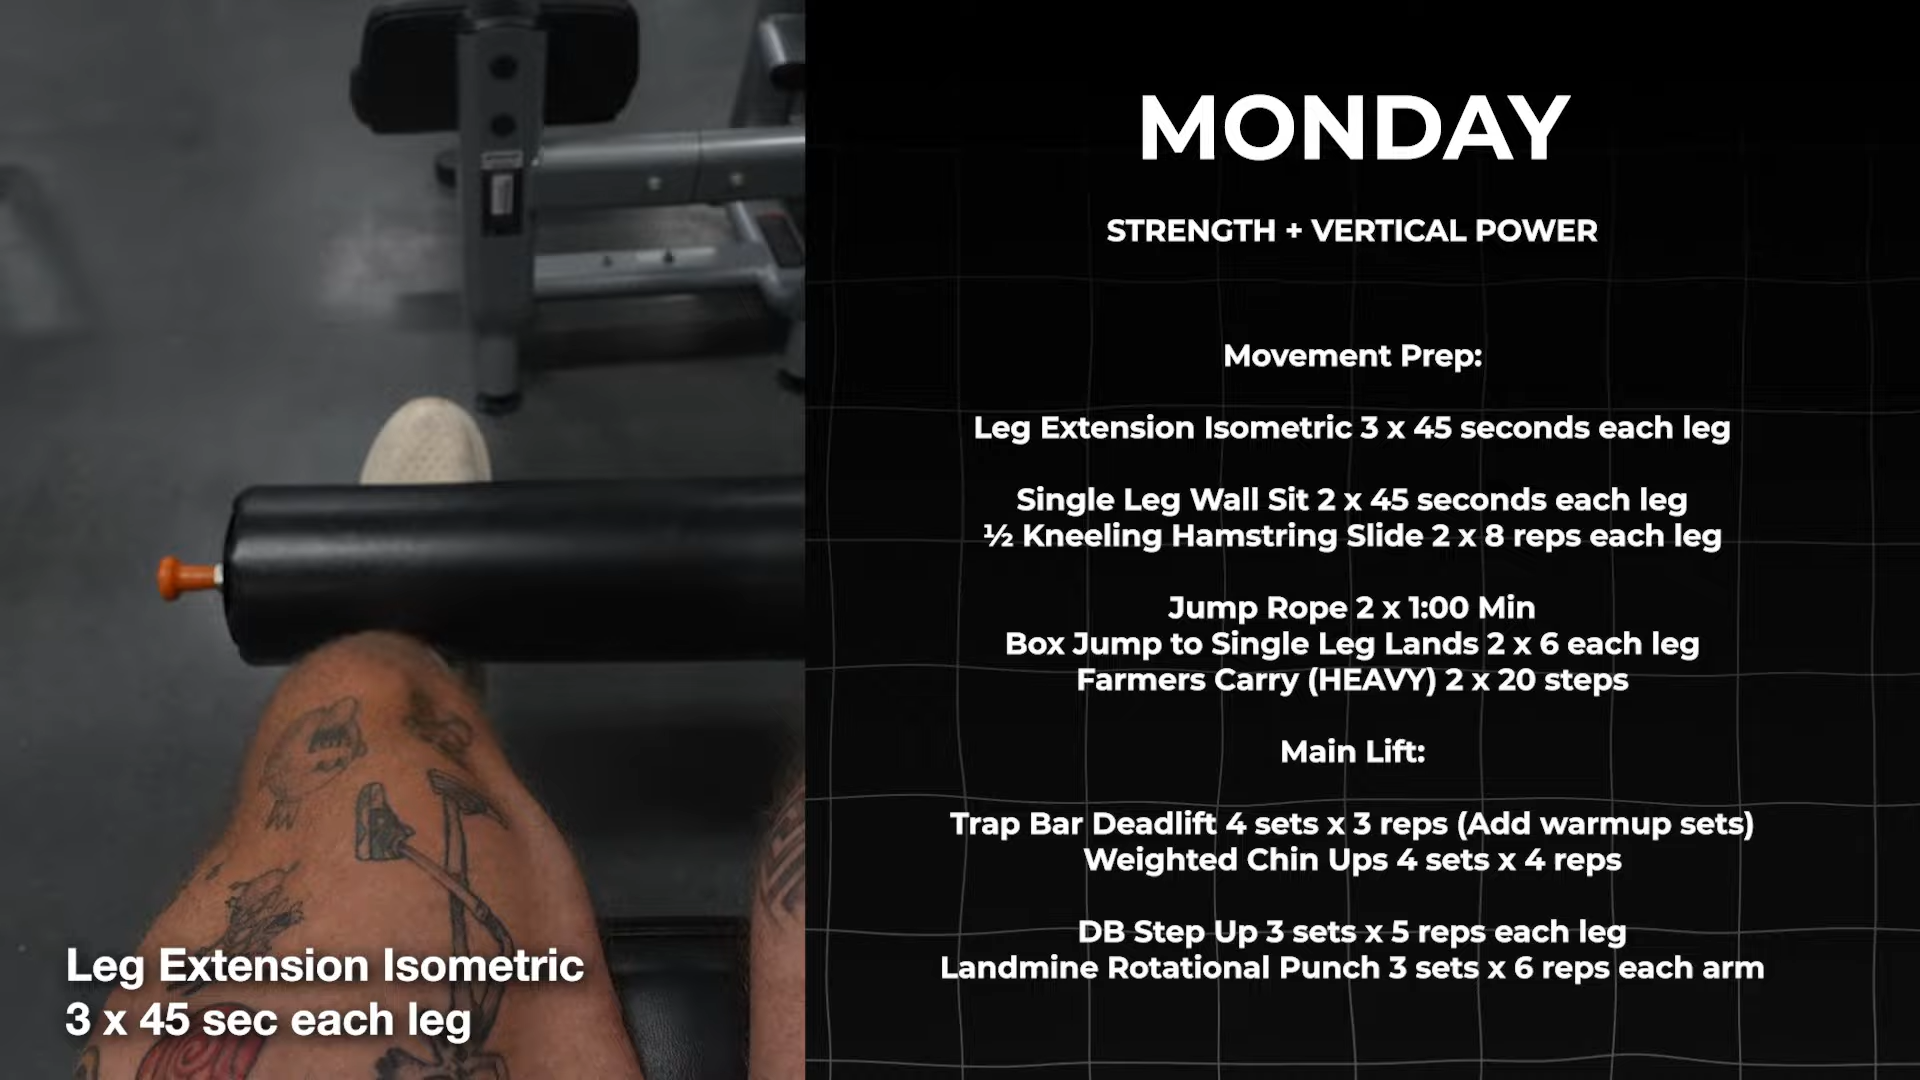 MONDAY
STRENGTH + VERTICAL POWER
Movement Prep:
Leg Extension Isometric 3 x 45 seconds each leg
Single Leg Wall Sit 2 x 45 seconds each leg
½ Kneeling Hamstring Slide 2 x 8 reps each leg
Jump Rope 2 x 1:00 Min
Box Jump to Single Leg Lands 2 x 6 each leg
Farmers Carry (HEAVY) 2 x 20 steps
Main Lift:
Trap Bar Deadlift 4 sets x 3 reps (Add warmup sets)
Weighted Chin Ups 4 sets x 4 reps
DB Step Up 3 sets x 5 reps each leg
Landmine Rotational Punch 3 sets x 6 reps each arm
Leg Extension Isometric
3 x 45 sec each leg